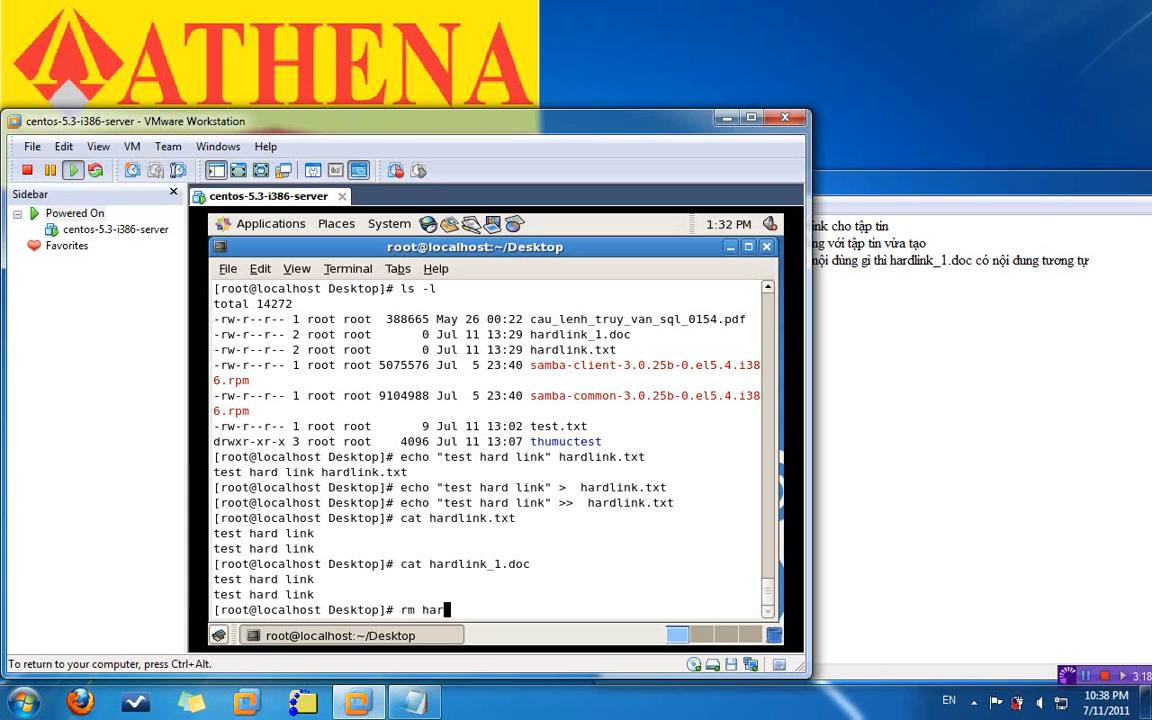 ATHENA
centos-5.3-i386-server - VMware Workstation
File Edit View VM Team Windows Help
Sidebar
centos-5.3-i386-server
Powered On
centos-5.3-i386-server
Favorites
Applications Places System 1:32 PM
root@localhost:~/Desktop
File Edit View Terminal Tabs Help
[root@localhost Desktop]# ls -l
total 14272
-rw-r--r-- 1 root root 388665 May 26 00:22 cau_lenh_truy_van_sql_0154.pdf
-rw-r--r-- 2 root root 0 Jul 11 13:29 hardlink_1.doc
-rw-r--r-- 2 root root 0 Jul 11 13:29 hardlink.txt
-rw-r--r-- 1 root root 5075576 Jul 5 23:40 samba-client-3.0.25b-0.el5.4.i38
6.rpm
-rw-r--r-- 1 root root 9104988 Jul 5 23:40 samba-common-3.0.25b-0.el5.4.i38
6.rpm
-rw-r--r-- 1 root root 9 Jul 11 13:02 test.txt
drwxr-xr-x 3 root root 4096 Jul 11 13:07 thumuctest
[root@localhost Desktop]# echo "test hard link" hardlink.txt
test hard link hardlink.txt
[root@localhost Desktop]# echo "test hard link" > hardlink.txt
[root@localhost Desktop]# echo "test hard link" >> hardlink.txt
[root@localhost Desktop]# cat hardlink.txt
test hard link
test hard link
[root@localhost Desktop]# cat hardlink_1.doc
test hard link
test hard link
[root@localhost Desktop]# rm har
root@localhost:~/Desktop
To return to your computer, press Ctrl+Alt.
ink cho tập tin
ng với tập tin vừa tạo
nội dùng gì thì hardlink_1.doc có nội dung tương tự
3:18
EN
10:38 PM
7/11/2011